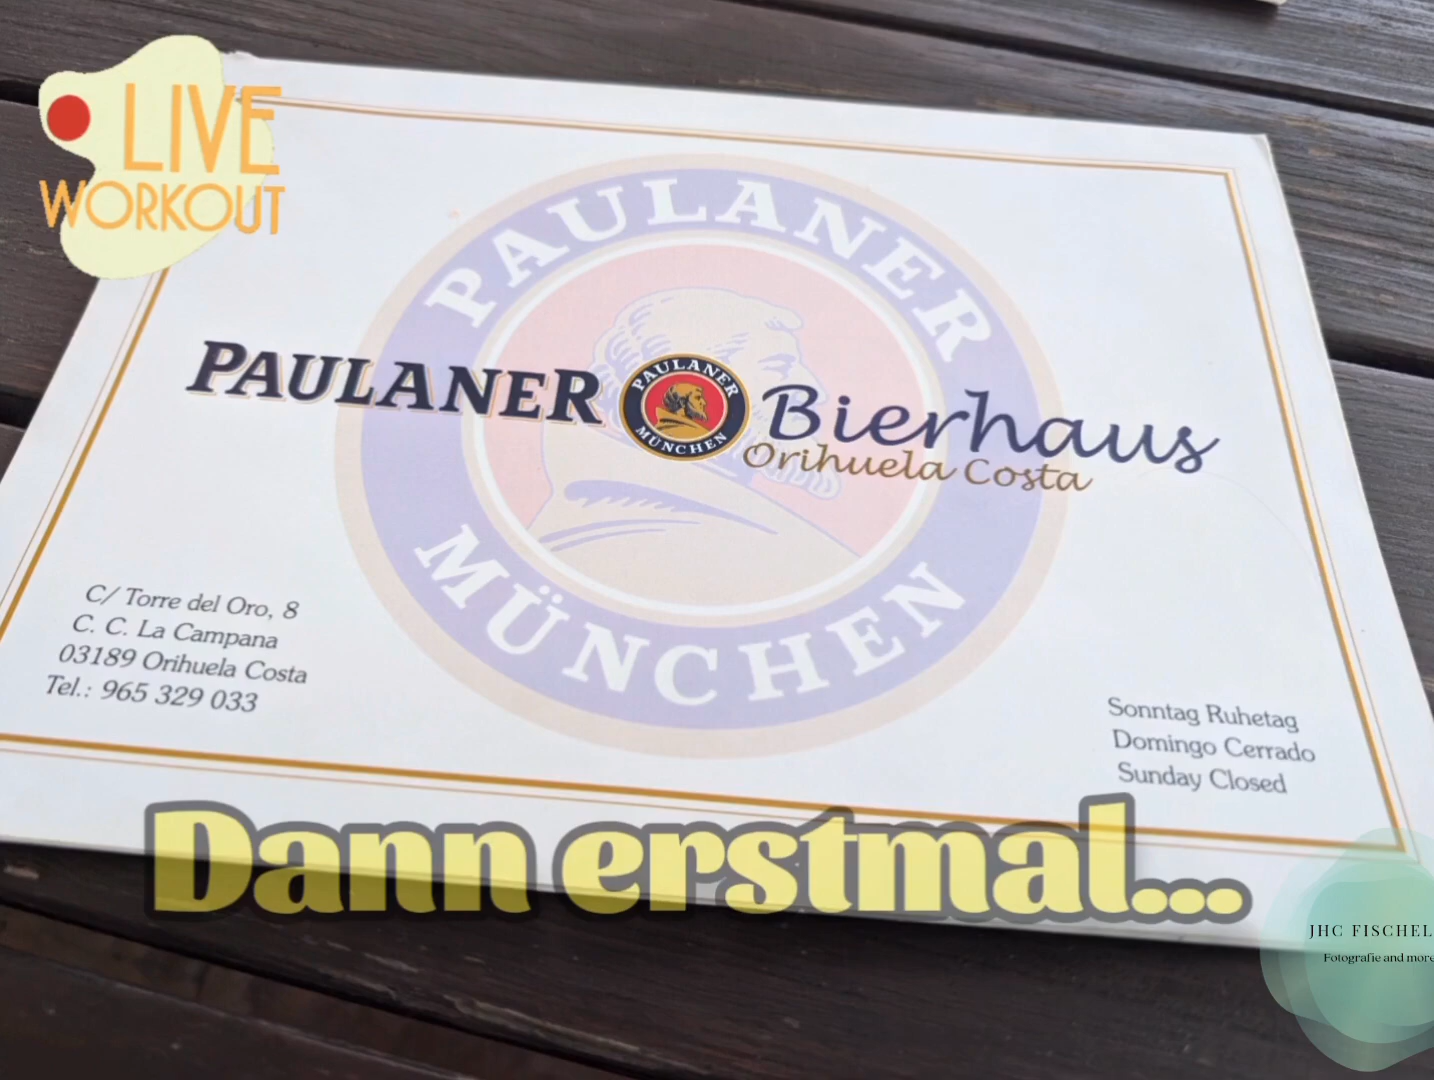 LIVE
WORKOUT
PAULANER
MÜNCHEN
PAULANER
PAULANER
MÜNCHEN
Bierhaus
Orihuela Costa
C/ Torre del Oro, 8
C. C. La Campana
03189 Orihuela Costa
Tel.: 965 329 033
Sonntag Ruhetag
Domingo Cerrado
Sunday Closed
Dann erstmal...
JHC FISCHEL
Fotografie and more